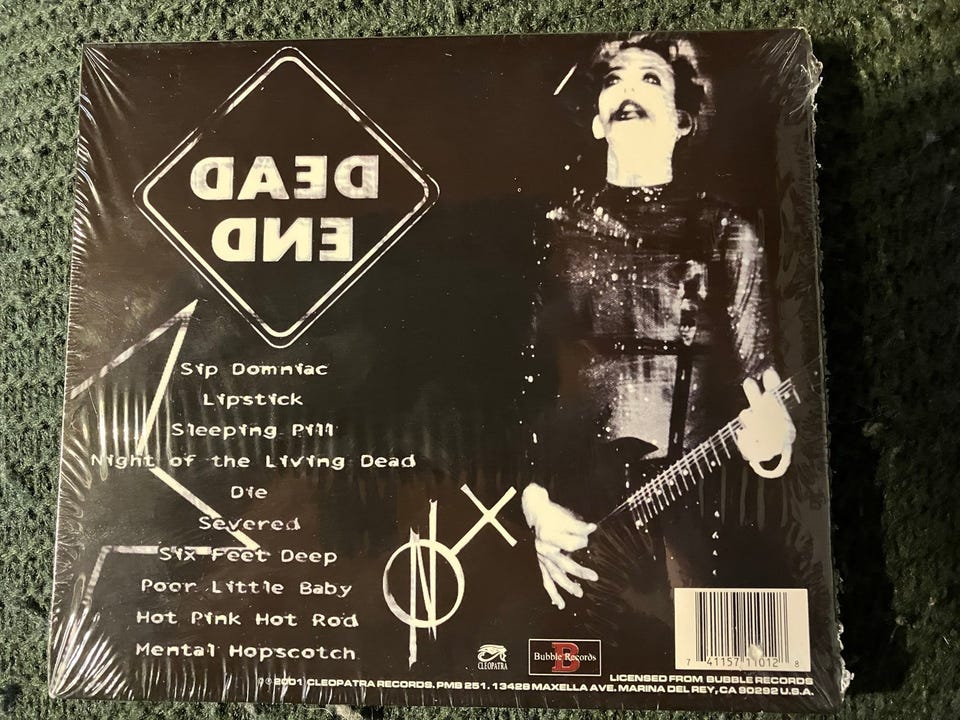 DEAD
END
Sip Domniac
Lipstick
Sleeping Pill
Night of the Living Dead
Die
Severed
Six Feet Deep
Poor Little Baby
Hot Pink Hot Rod
Mental Hopscotch
NOX
CLEOPATRA
B
Bubble Records
7 41157 11012 8
LICENSED FROM BUBBLE RECORDS
℗©2001 CLEOPATRA RECORDS. PMB 251. 13428 MAXELLA AVE. MARINA DEL REY, CA 90292 U.S.A.